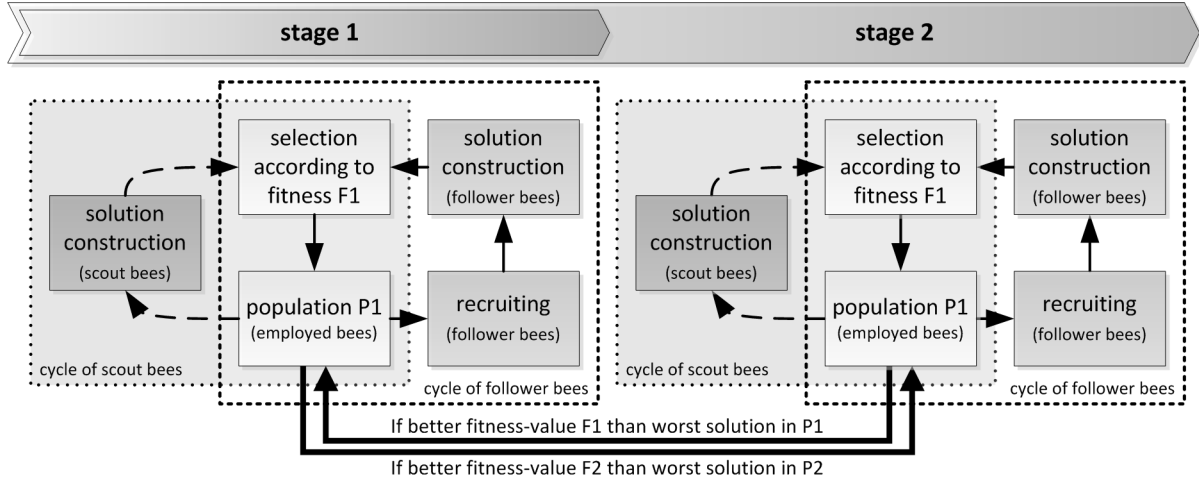 stage 1
stage 2
selection
according to
fitness F1
solution
construction
(follower bees)
solution
construction
(scout bees)
population P1
(employed bees)
recruiting
(follower bees)
cycle of scout bees
cycle of follower bees
selection
according to
fitness F1
solution
construction
(follower bees)
solution
construction
(scout bees)
population P1
(employed bees)
recruiting
(follower bees)
cycle of scout bees
cycle of follower bees
If better fitness-value F1 than worst solution in P1
If better fitness-value F2 than worst solution in P2